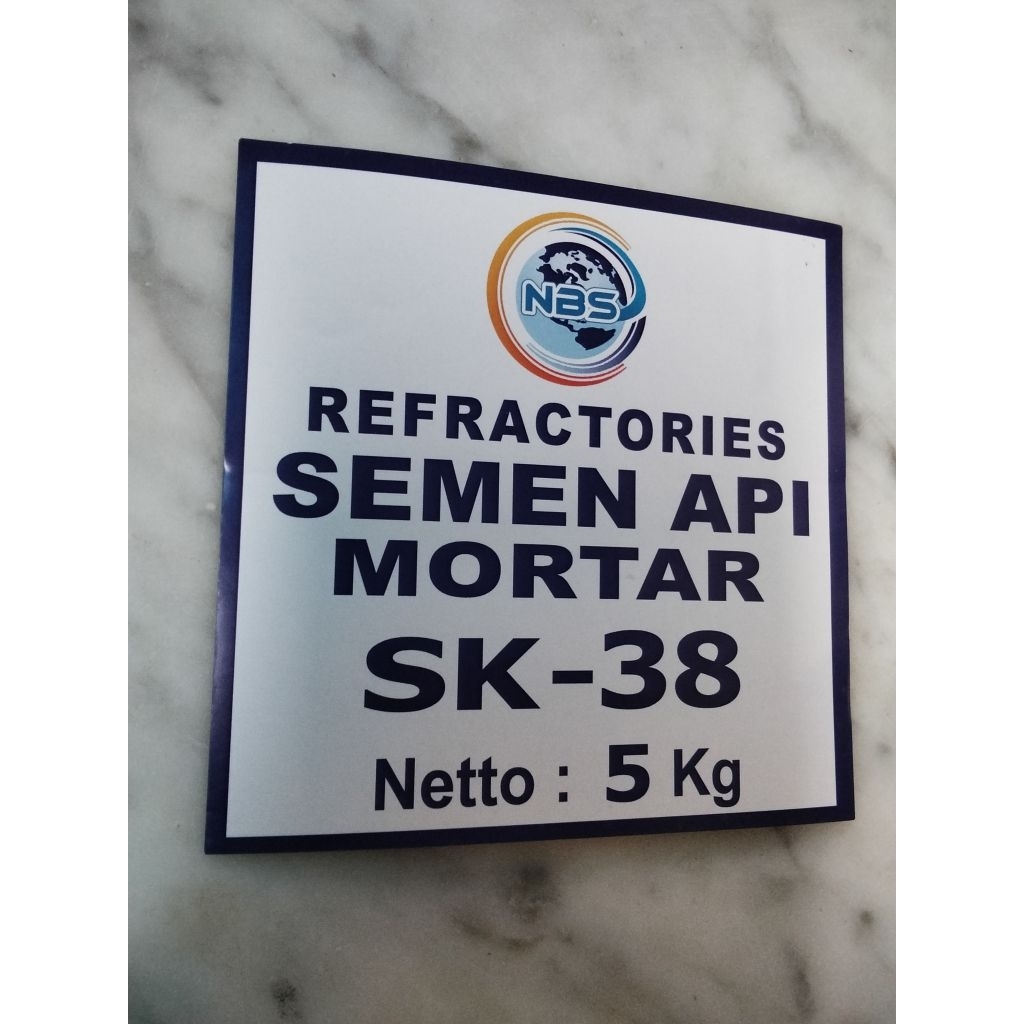 NBS
REFRACTORIES
SEMEN API
MORTAR
SK-38
Netto : 5 Kg